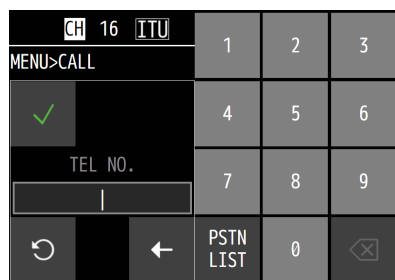 CH 16 ITU
MENU>CALL
TEL NO.
1 2 3
4 5 6
7 8 9
PSTN
LIST
0